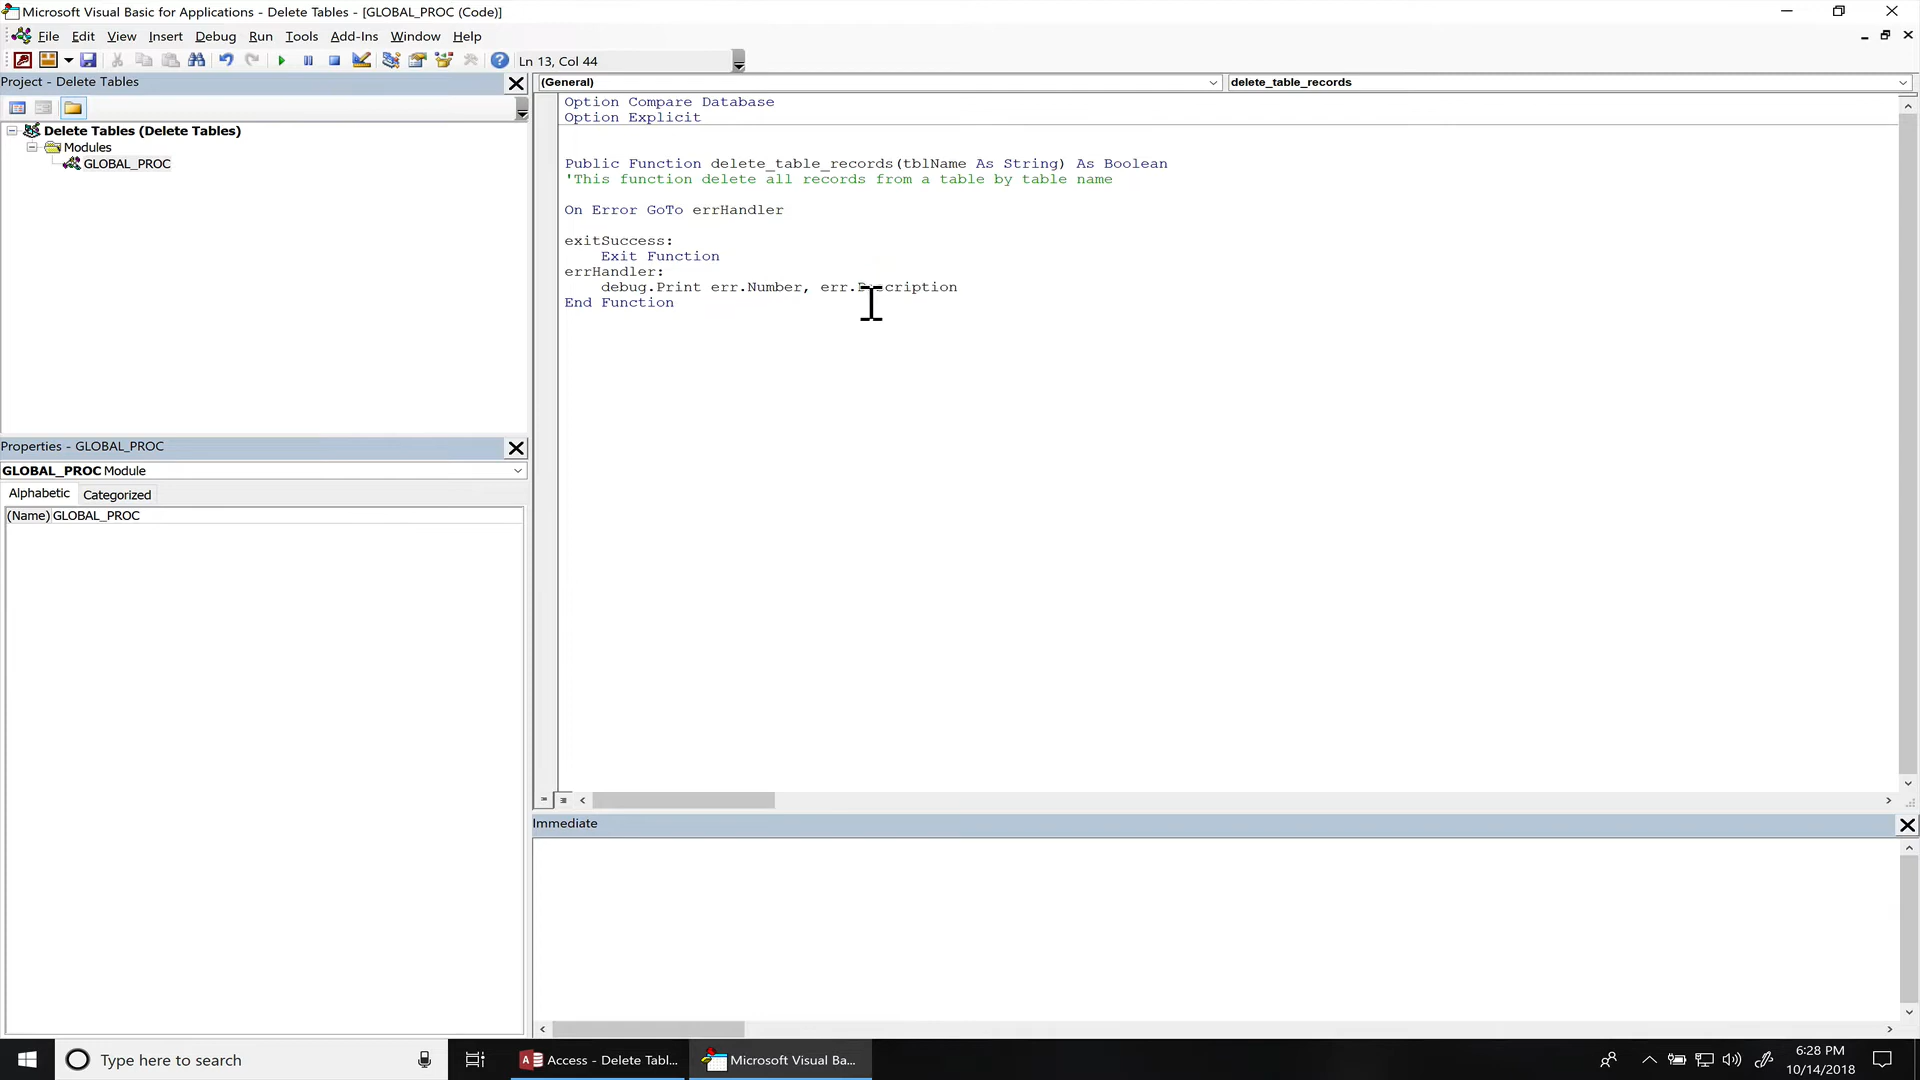 Microsoft Visual Basic for Applications - Delete Tables - [GLOBAL_PROC (Code)]
File Edit View Insert Debug Run Tools Add-Ins Window Help
Ln 13, Col 44
Project - Delete Tables
(General)
delete_table_records
Delete Tables (Delete Tables)
Modules
GLOBAL_PROC
Option Compare Database
Option Explicit
Public Function delete_table_records(tblName As String) As Boolean
'This function delete all records from a table by table name
On Error GoTo errHandler
exitSuccess:
Exit Function
errHandler:
debug.Print err.Number, err.Description
End Function
Properties - GLOBAL_PROC
GLOBAL_PROC Module
Alphabetic Categorized
(Name) GLOBAL_PROC
Immediate
Type here to search
Access - Delete Tabl...
Microsoft Visual Ba...
6:28 PM
10/14/2018